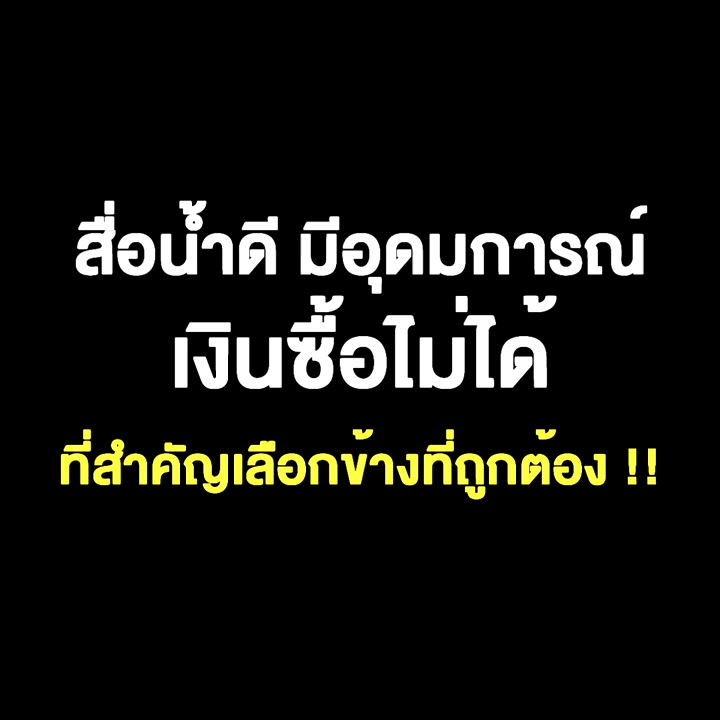 สื่อน้ำดี มีอุดมการณ์
เงินซื้อไม่ได้
ที่สำคัญเลือกข้างที่ถูกต้อง !!